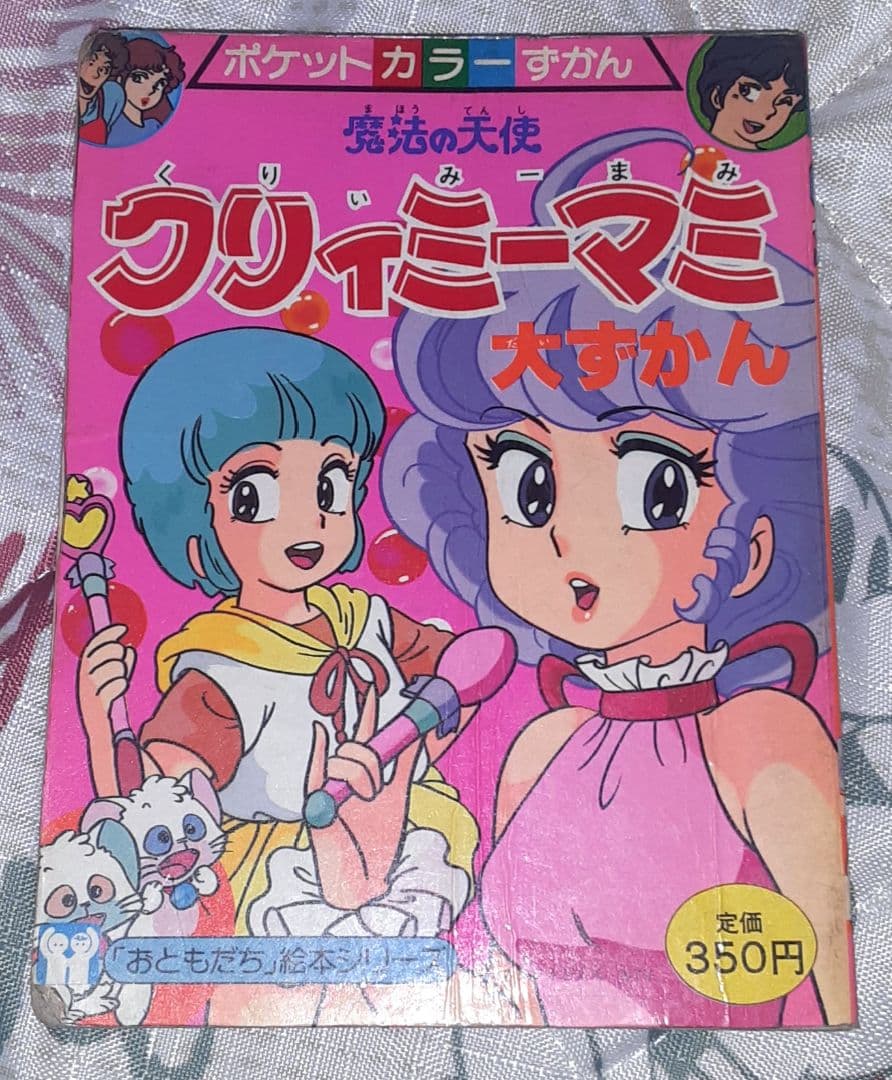 ポケットカラーずかん
まほう てんし
魔法の天使
くりぃみーまみ
クリィミーマミ
だい
大ずかん
定価
350円
「おともだち」絵本シリーズ